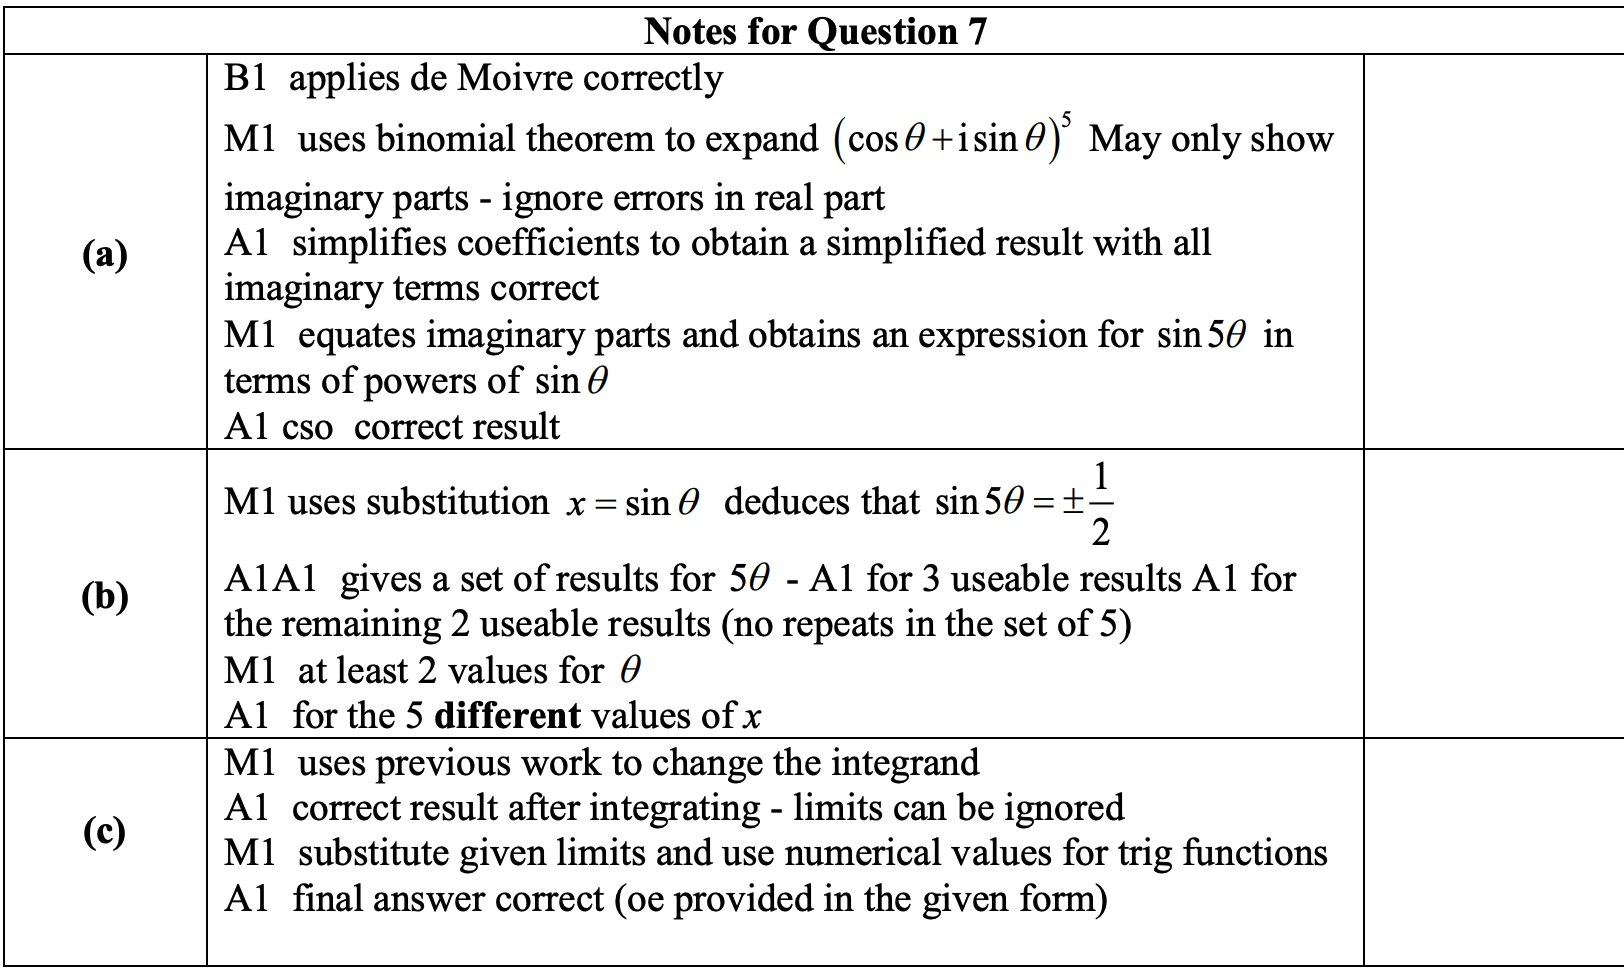 Notes for Question 7
(a)
B1 applies de Moivre correctly
M1 uses binomial theorem to expand (cos θ + i sin θ)⁵ May only show
imaginary parts - ignore errors in real part
A1 simplifies coefficients to obtain a simplified result with all
imaginary terms correct
M1 equates imaginary parts and obtains an expression for sin 5θ in
terms of powers of sin θ
A1 cso correct result
(b)
M1 uses substitution x = sin θ deduces that sin 5θ = ±1/2
A1A1 gives a set of results for 5θ - A1 for 3 useable results A1 for
the remaining 2 useable results (no repeats in the set of 5)
M1 at least 2 values for θ
A1 for the 5 different values of x
(c)
M1 uses previous work to change the integrand
A1 correct result after integrating - limits can be ignored
M1 substitute given limits and use numerical values for trig functions
A1 final answer correct (oe provided in the given form)